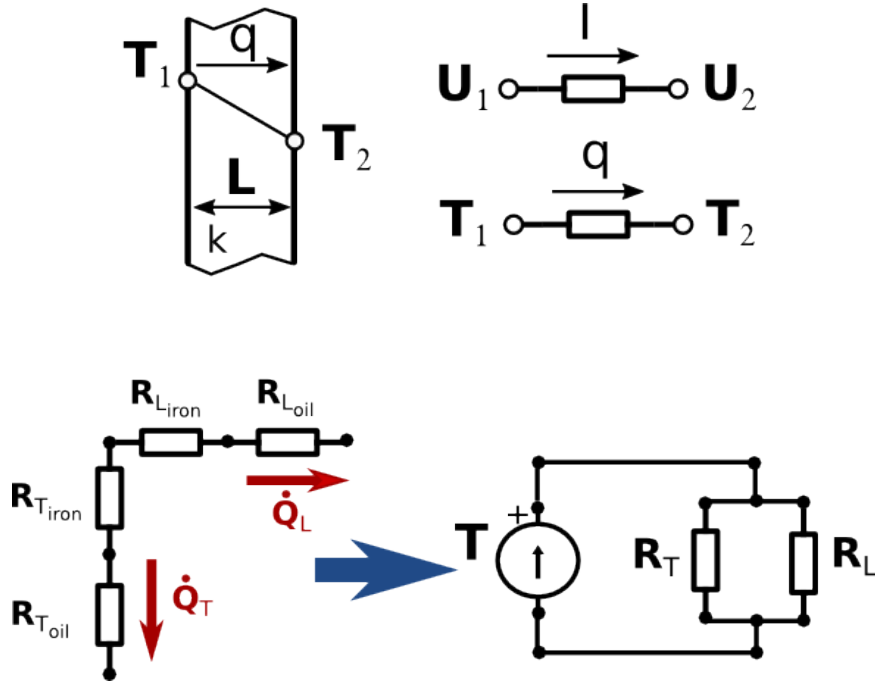 q
T1
T2
L
k
I
U1 U2
q
T1 T2
RLiron RLoil
Q̇L
RTiron
Q̇T
RToil
+
T
RT RL